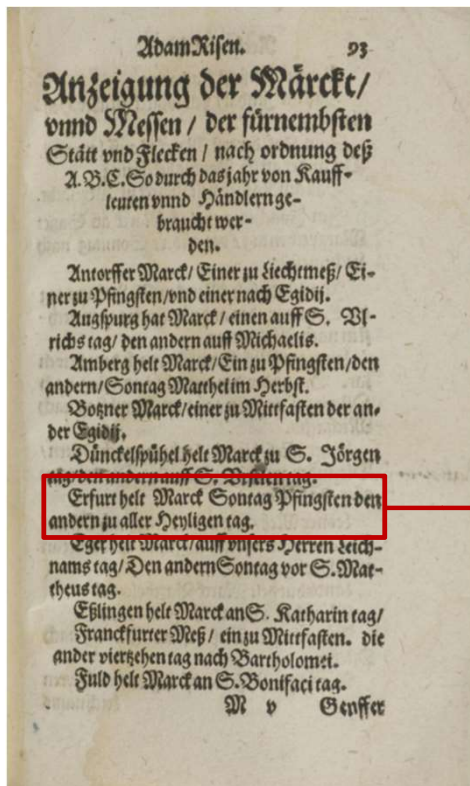 Adam Risen. 93
Anzeigung der Märckt/
vnnd Messen / der fürnembsten
Stätt vnd Flecken / nach ordnung deß
A.B.C. So durch das jahr von Kauff-
leuten vnnd Händlern ge-
braucht wer-
den.
Antorffer Marck/ Einer zu Liechtmeß/ Ei-
ner zu Pfingsten/vnd einer nach Egidij.
Augspurg hat Marck / einen auff S. Vl-
richs tag/ den andern auff Michaelis.
Amberg helt Marck/Ein zu Pfingsten/den
andern/Sontag Matthei im Herbst.
Botzner Marck/einer zu Mittfasten der an-
der Egidij.
Dünckelspühel helt Marck zu S. Jörgen
tag/den andern auff S.
Erfurt helt Marck Sontag Pfingsten den
andern zu aller Heyligen tag.
Eger helt Marck/auff vnsers Herren Leich-
nams tag/ Den andern Sontag vor S. Mat-
theus tag.
Eßlingen helt Marck an S. Katharin tag/
Franckfurter Meß / ein zu Mittfasten. die
ander viertzehen tag nach Bartholomei.
Fuld helt Marck an S. Bonifaci tag.
M v Genffer